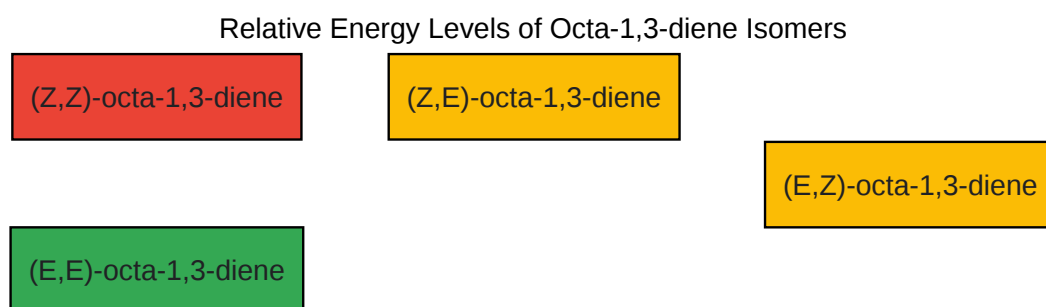 Relative Energy Levels of Octa-1,3-diene Isomers
(Z,Z)-octa-1,3-diene
(Z,E)-octa-1,3-diene
(E,Z)-octa-1,3-diene
(E,E)-octa-1,3-diene